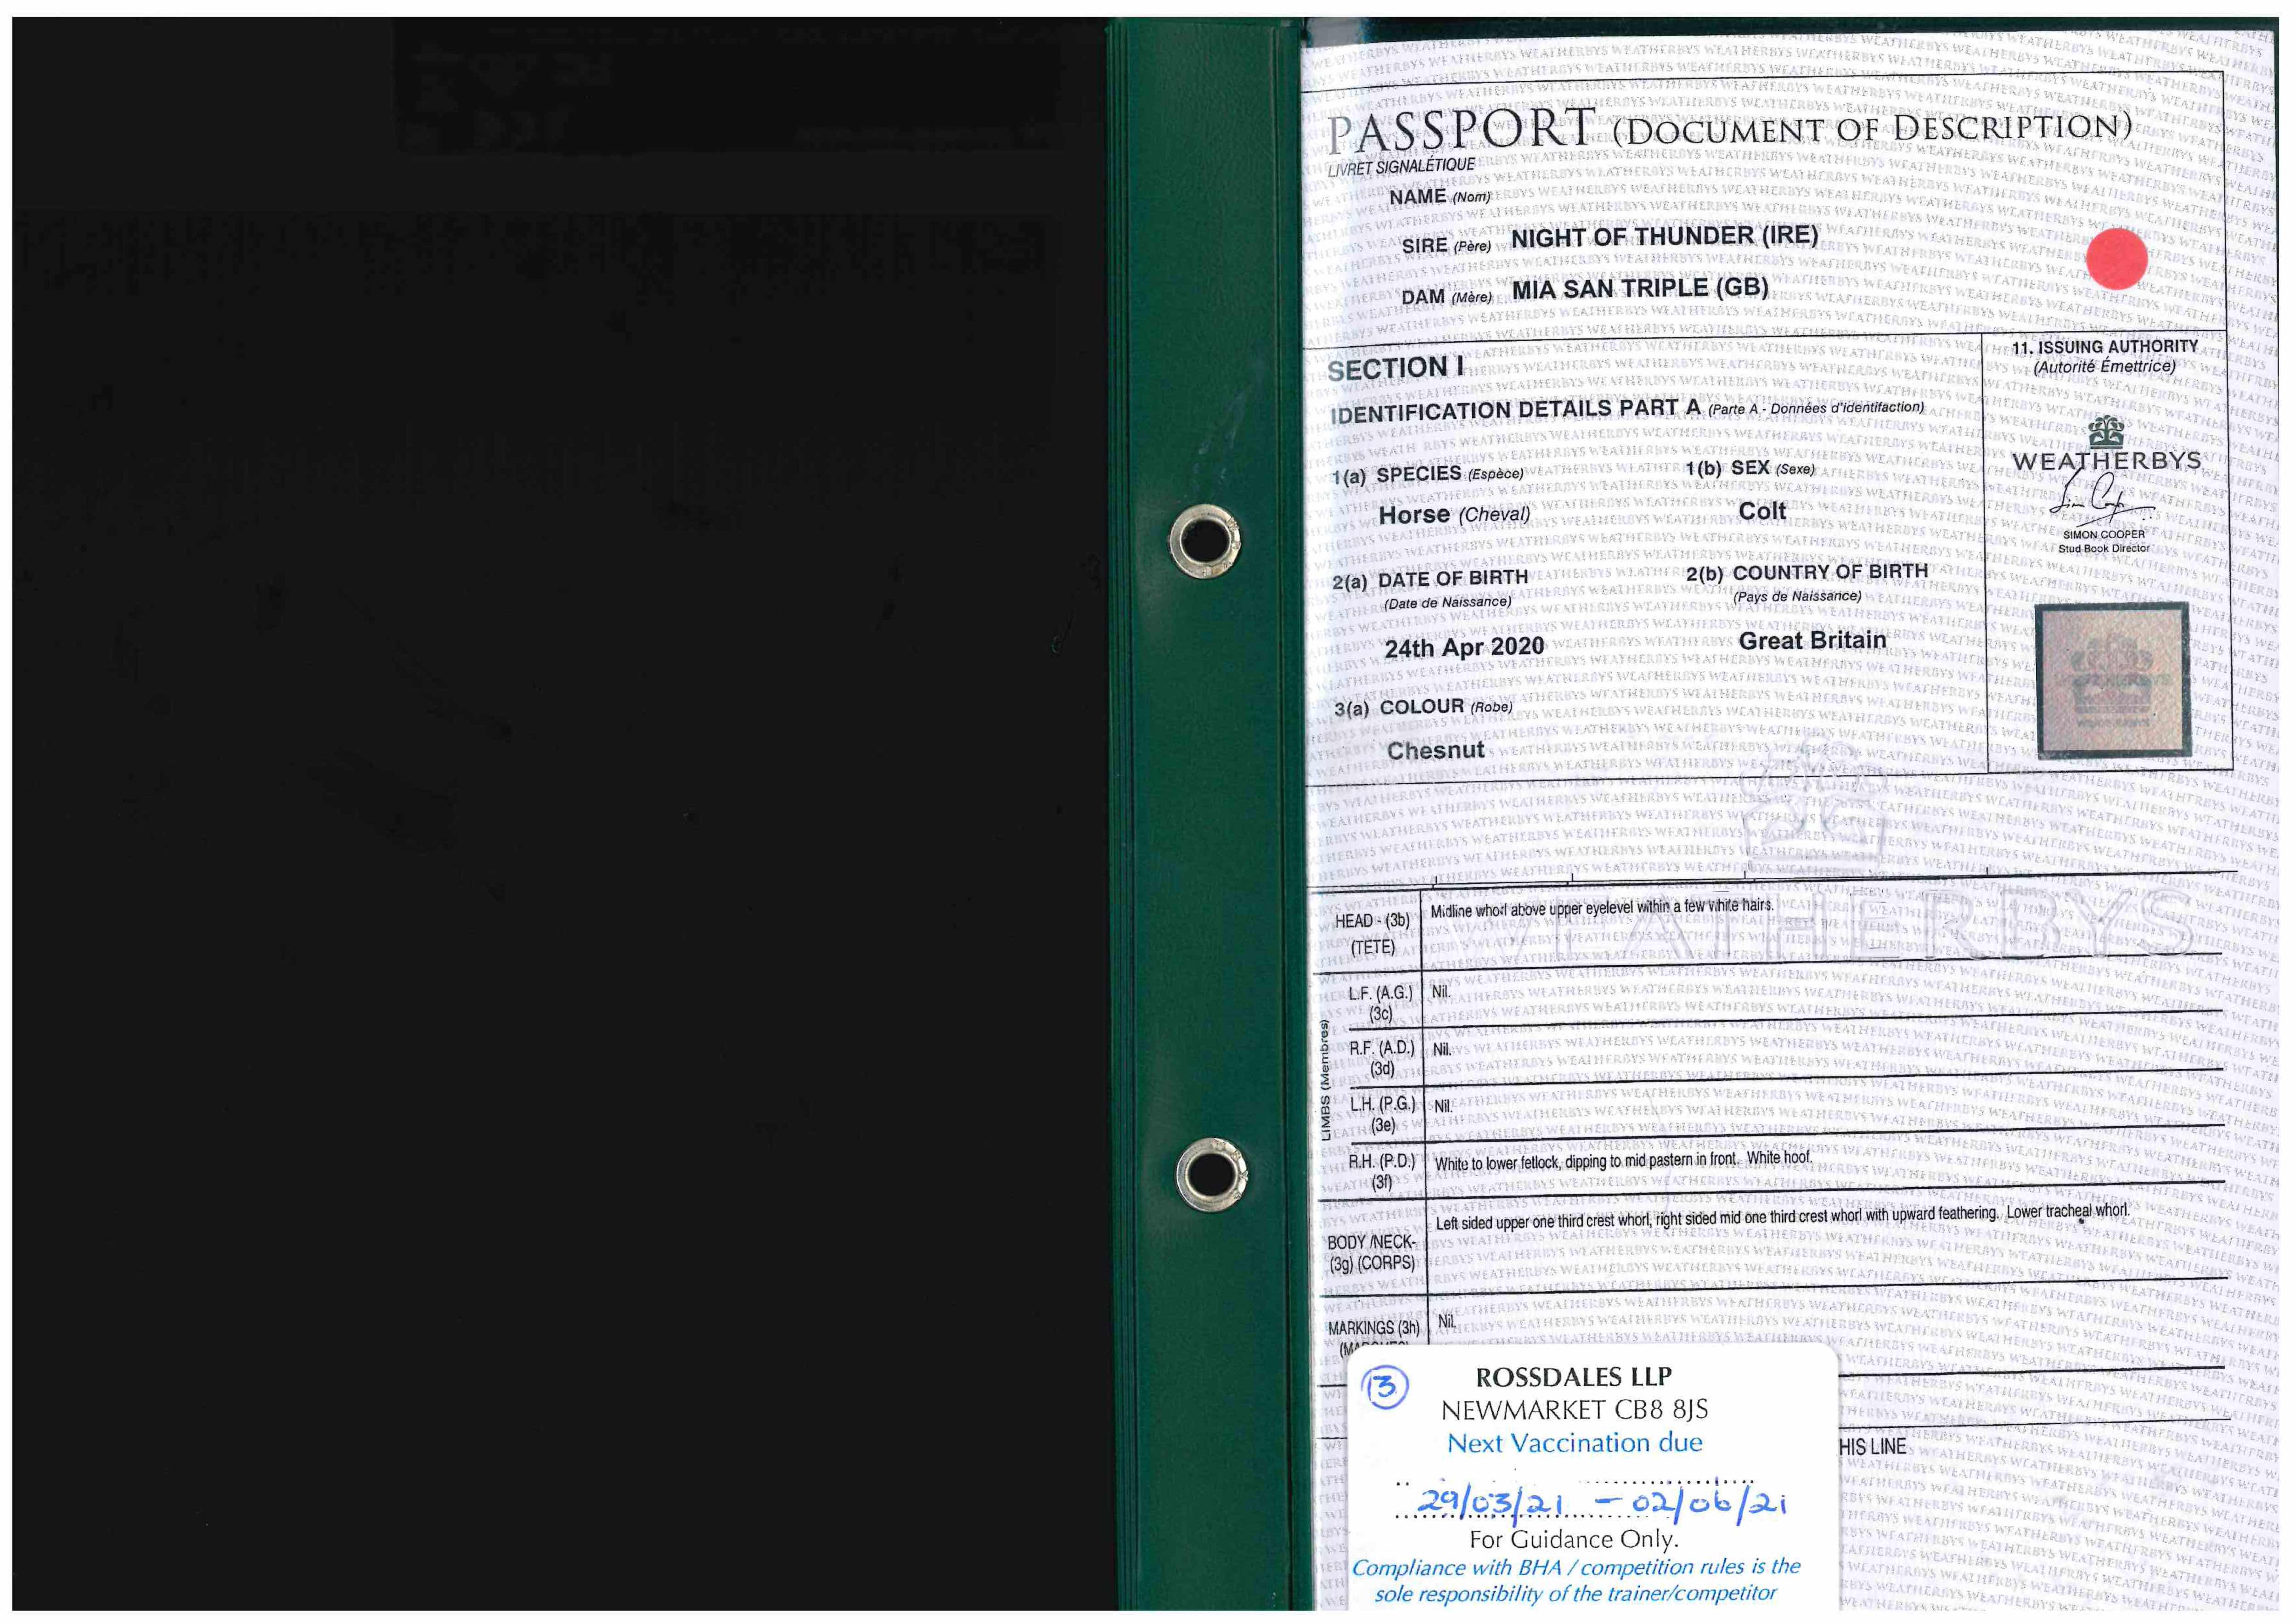 PASSPORT (DOCUMENT OF DESCRIPTION)
LIVRET SIGNALÉTIQUE
NAME (Nom)
SIRE (Père) NIGHT OF THUNDER (IRE)
DAM (Mère) MIA SAN TRIPLE (GB)
SECTION I
IDENTIFICATION DETAILS PART A (Parte A - Données d'identifaction)
1(a) SPECIES (Espèce) 1(b) SEX (Sexe)
Horse (Cheval) Colt
2(a) DATE OF BIRTH 2(b) COUNTRY OF BIRTH
(Date de Naissance) (Pays de Naissance)
24th Apr 2020 Great Britain
3(a) COLOUR (Robe)
Chesnut
11. ISSUING AUTHORITY
(Autorité Émettrice)
WEATHERBYS
SIMON COOPER
Stud Book Director
WEATHERBYS
HEAD - (3b) Midline whorl above upper eyelevel within a few white hairs.
(TETE)
LIMBS (Membres)
L.F. (A.G.) Nil.
(3c)
R.F. (A.D.) Nil.
(3d)
L.H. (P.G.) Nil.
(3e)
R.H. (P.D.) White to lower fetlock, dipping to mid pastern in front. White hoof.
(3f)
Left sided upper one third crest whorl, right sided mid one third crest whorl with upward feathering. Lower tracheal whorl.
BODY /NECK-
(3g) (CORPS)
MARKINGS (3h) Nil.
HIS LINE
3
ROSSDALES LLP
NEWMARKET CB8 8JS
Next Vaccination due
29/03/21 - 02/06/21
For Guidance Only.
Compliance with BHA / competition rules is the
sole responsibility of the trainer/competitor